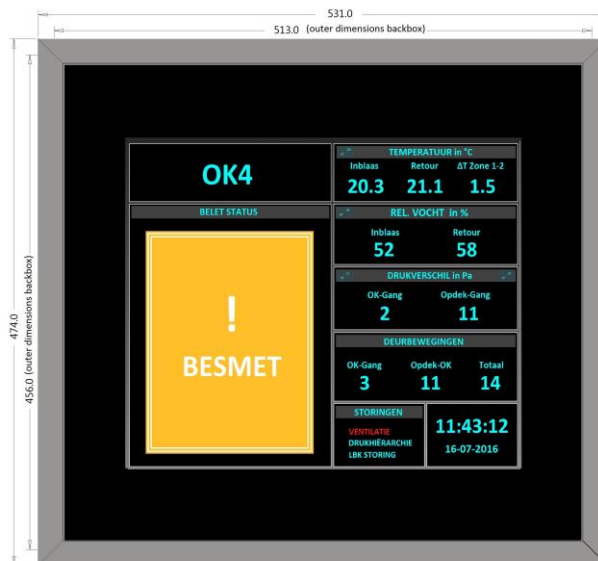 531.0
513.0 (outer dimensions backbox)
474.0
456.0 (outer dimensions backbox)
OK4
BELET STATUS
!
BESMET
TEMPERATUUR in °C
Inblaas Retour ΔT Zone 1-2
20.3 21.1 1.5
REL. VOCHT in %
Inblaas Retour
52 58
DRUKVERSCHIL in Pa
OK-Gang Opdek-Gang
2 11
DEURBEWEGINGEN
OK-Gang Opdek-OK Totaal
3 11 14
STORINGEN
VENTILATIE
DRUKHIËRARCHIE
LBK STORING
11:43:12
16-07-2016